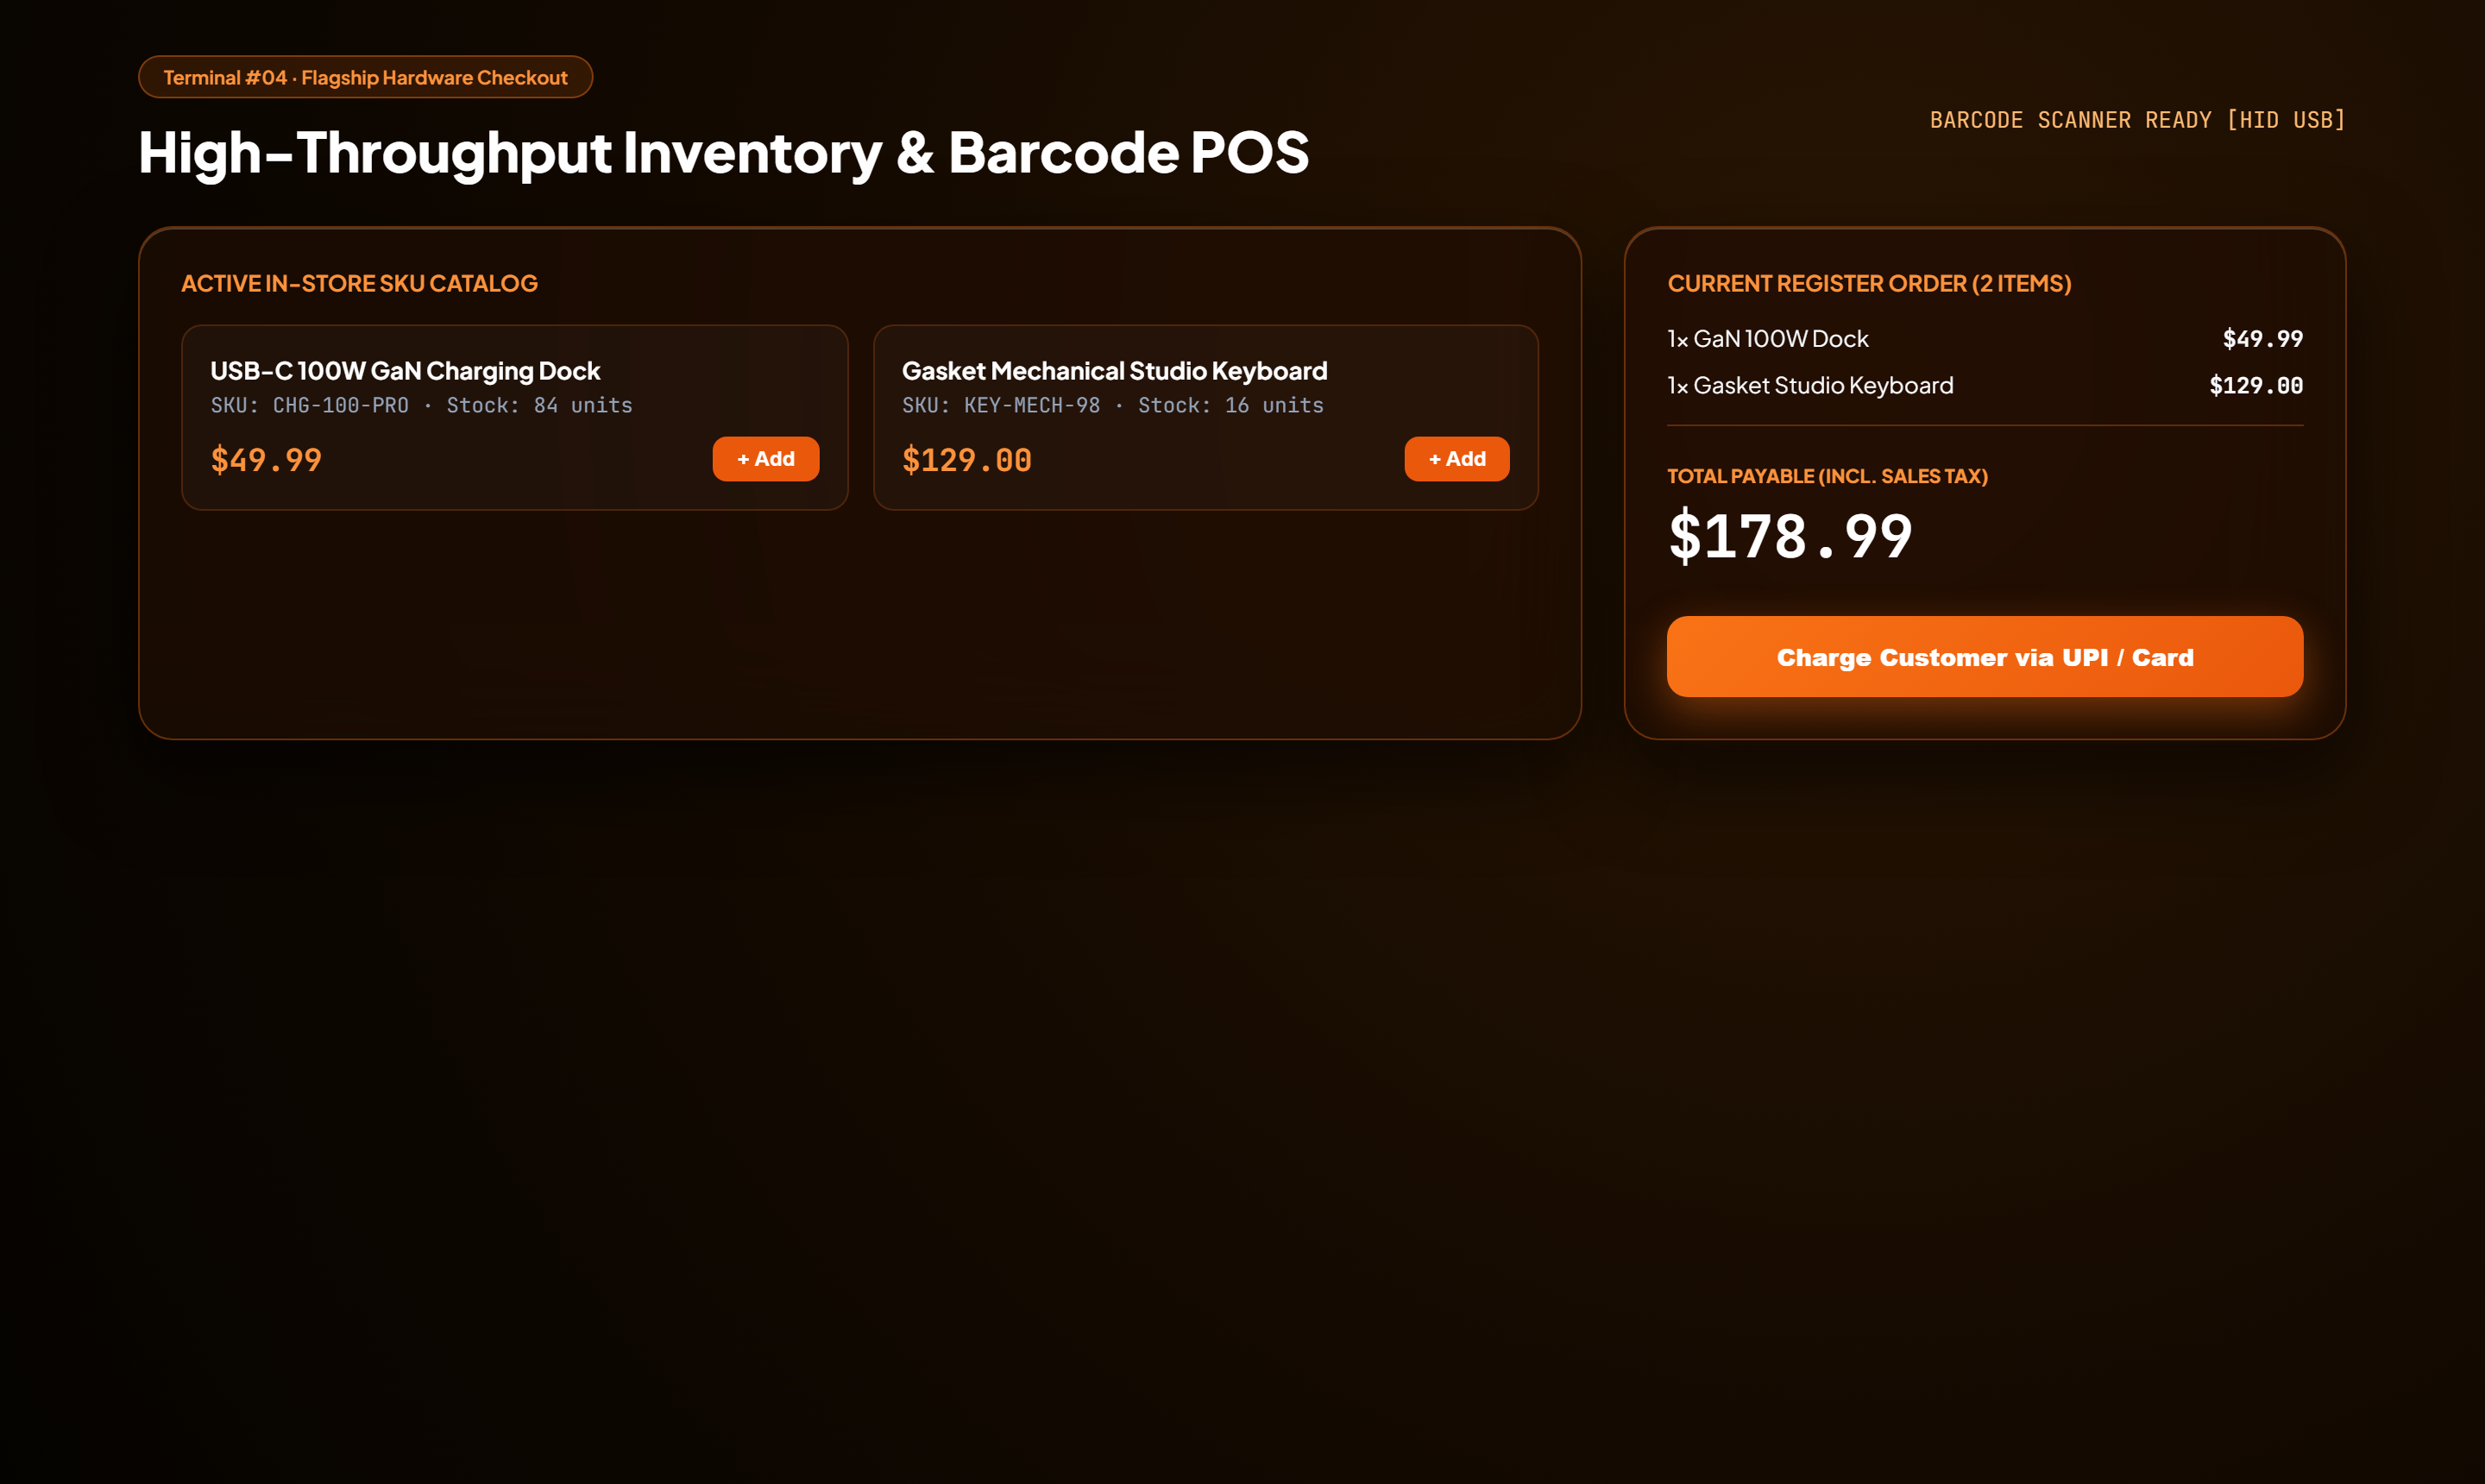 Terminal #04 · Flagship Hardware Checkout
High-Throughput Inventory & Barcode POS
BARCODE SCANNER READY [HID USB]
ACTIVE IN-STORE SKU CATALOG
USB-C 100W GaN Charging Dock
SKU: CHG-100-PRO · Stock: 84 units
$49.99
+ Add
Gasket Mechanical Studio Keyboard
SKU: KEY-MECH-98 · Stock: 16 units
$129.00
+ Add
CURRENT REGISTER ORDER (2 ITEMS)
1x GaN 100W Dock $49.99
1x Gasket Studio Keyboard $129.00
TOTAL PAYABLE (INCL. SALES TAX)
$178.99
Charge Customer via UPI / Card